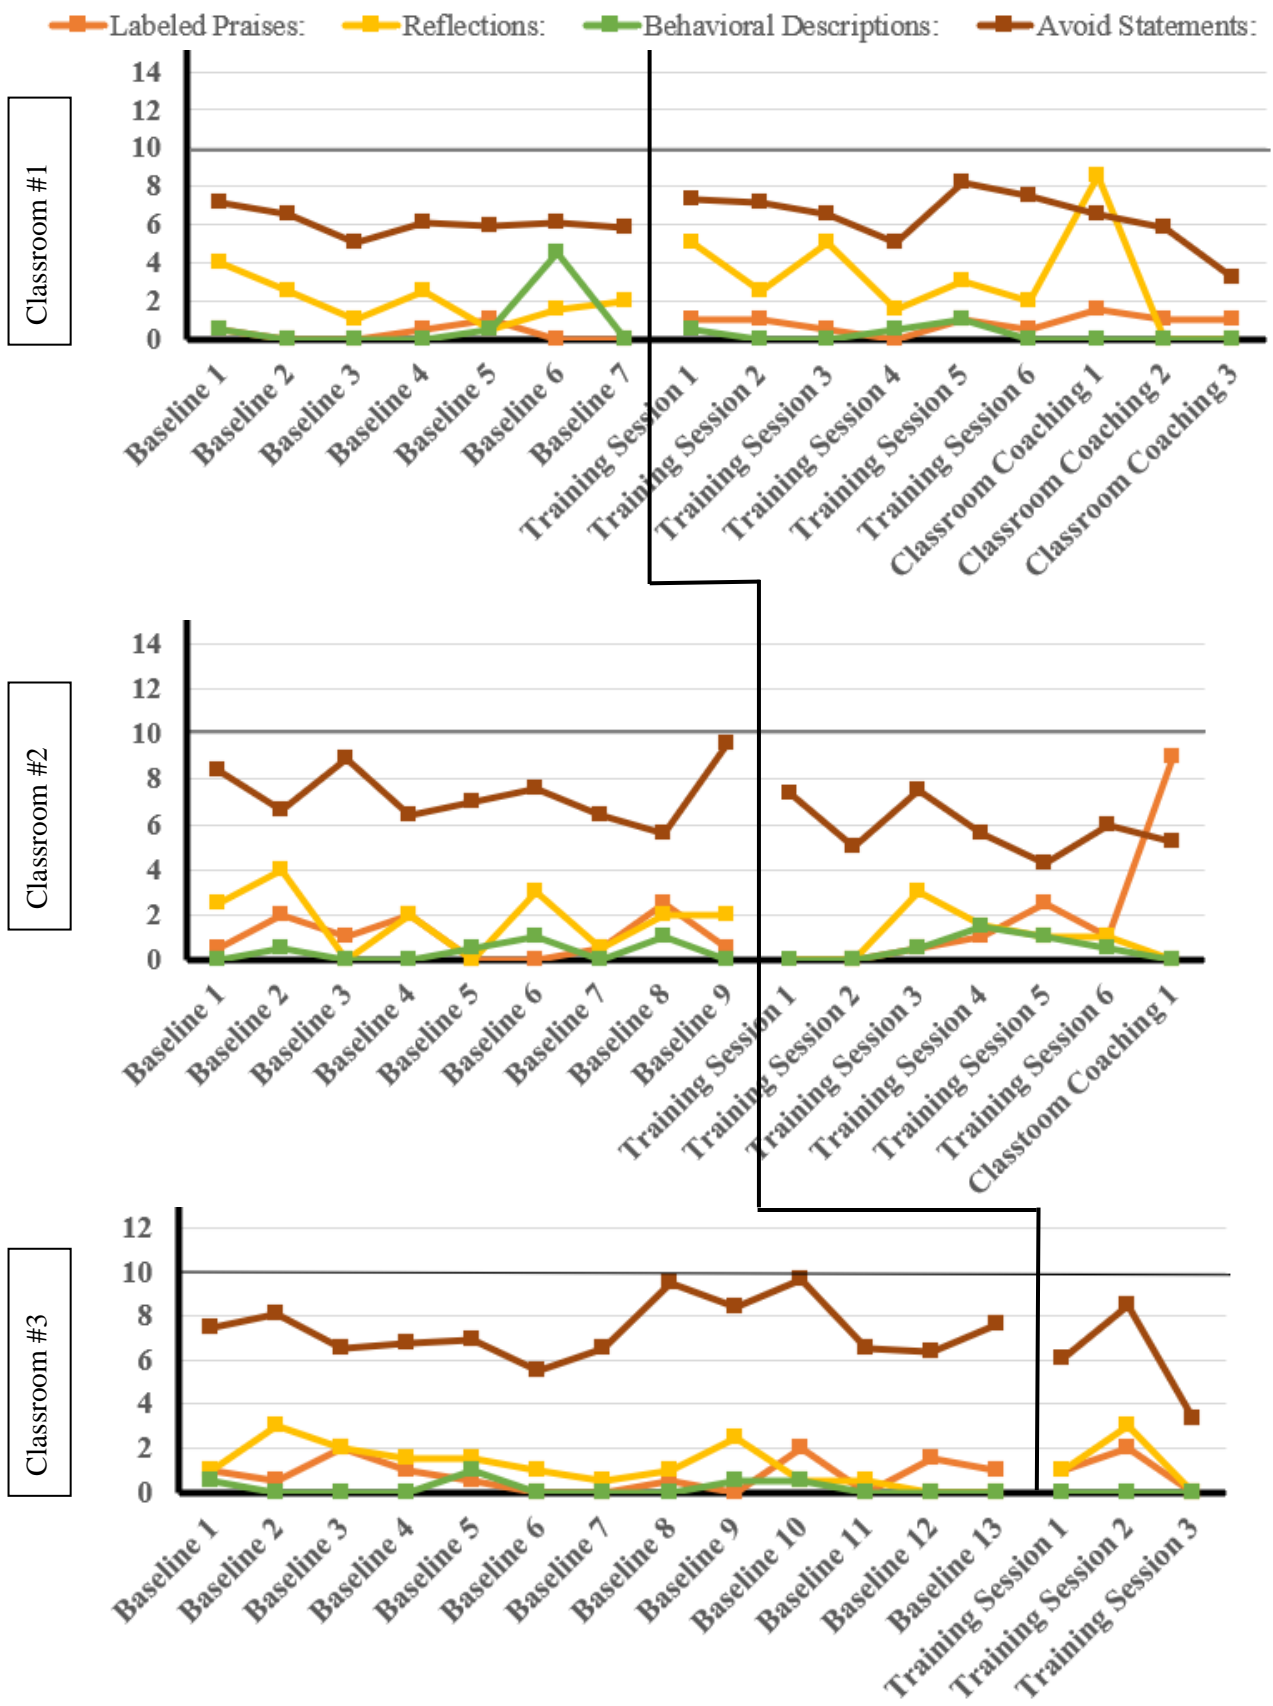 Labeled Praises: Reflections: Behavioral Descriptions: Avoid Statements:
Classroom #1
14
12
10
8
6
4
2
0
Baseline 1
Baseline 2
Baseline 3
Baseline 4
Baseline 5
Baseline 6
Baseline 7
Training Session 1
Training Session 2
Training Session 3
Training Session 4
Training Session 5
Training Session 6
Classroom Coaching 1
Classroom Coaching 2
Classroom Coaching 3
Classroom #2
14
12
10
8
6
4
2
0
Baseline 1
Baseline 2
Baseline 3
Baseline 4
Baseline 5
Baseline 6
Baseline 7
Baseline 8
Baseline 9
Training Session 1
Training Session 2
Training Session 3
Training Session 4
Training Session 5
Training Session 6
Classtoom Coaching 1
Classroom #3
12
10
8
6
4
2
0
Baseline 1
Baseline 2
Baseline 3
Baseline 4
Baseline 5
Baseline 6
Baseline 7
Baseline 8
Baseline 9
Baseline 10
Baseline 11
Baseline 12
Baseline 13
Training Session 1
Training Session 2
Training Session 3